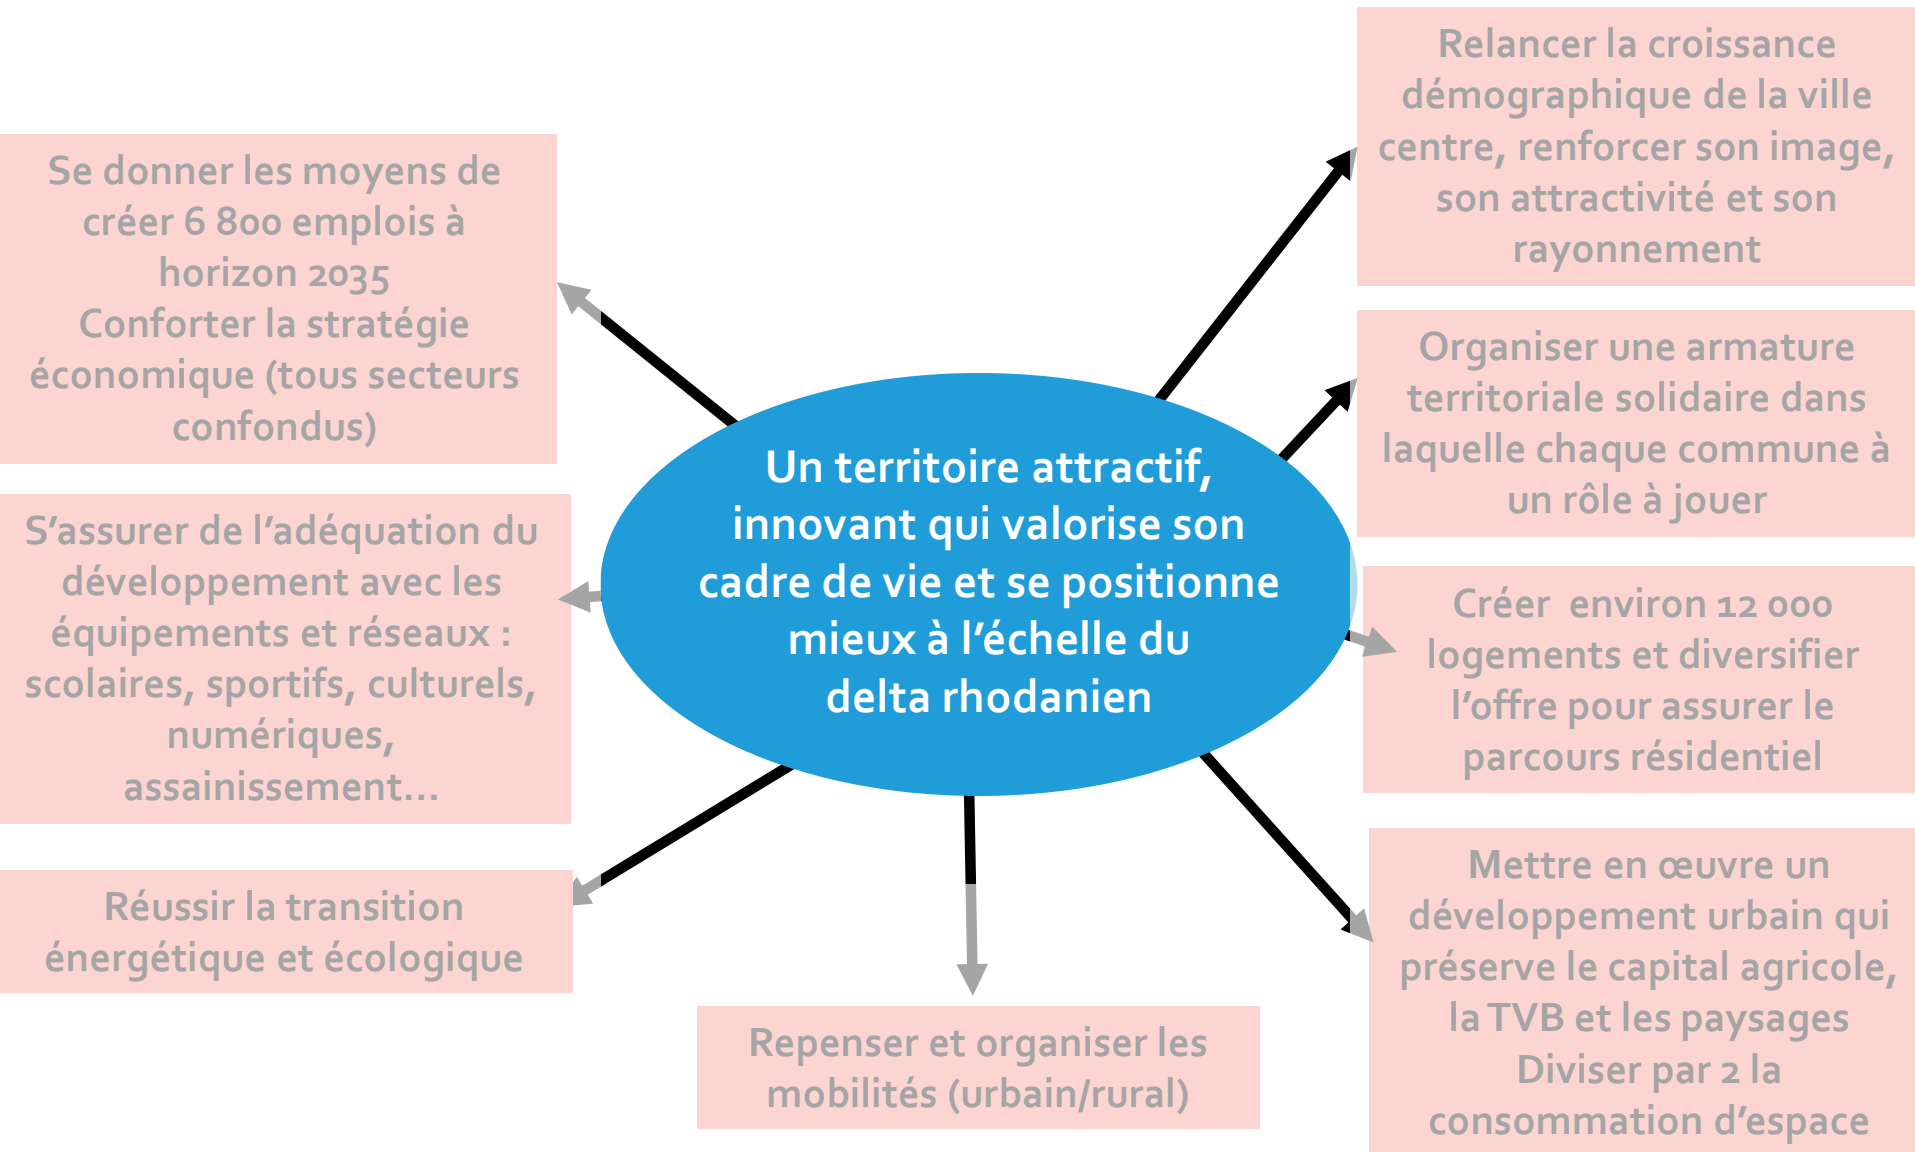 Se donner les moyens de
créer 6 800 emplois à
horizon 2035
Conforter la stratégie
économique (tous secteurs
confondus)
S’assurer de l’adéquation du
développement avec les
équipements et réseaux :
scolaires, sportifs, culturels,
numériques,
assainissement…
Réussir la transition
énergétique et écologique
Un territoire attractif,
innovant qui valorise son
cadre de vie et se positionne
mieux à l’échelle du
delta rhodanien
Repenser et organiser les
mobilités (urbain/rural)
Relancer la croissance
démographique de la ville
centre, renforcer son image,
son attractivité et son
rayonnement
Organiser une armature
territoriale solidaire dans
laquelle chaque commune à
un rôle à jouer
Créer  environ 12 000
logements et diversifier
l’offre pour assurer le
parcours résidentiel
Mettre en œuvre un
développement urbain qui
préserve le capital agricole,
la TVB et les paysages
Diviser par 2 la
consommation d’espace